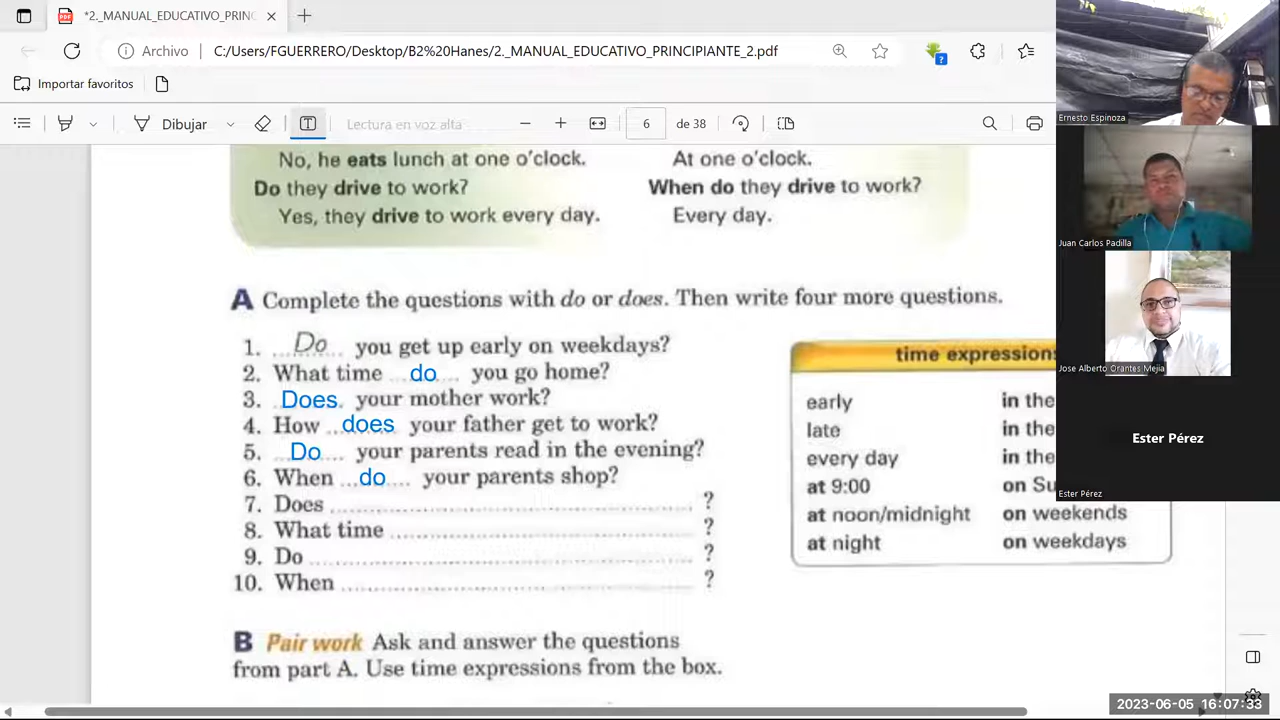 *2._MANUAL_EDUCATIVO_PRINC
Archivo
C:/Users/FGUERRERO/Desktop/B2%20Hanes/2._MANUAL_EDUCATIVO_PRINCIPIANTE_2.pdf
Importar favoritos
Dibujar
Lectura en voz alta
6
de 38
No, he eats lunch at one o'clock.
Do they drive to work?
Yes, they drive to work every day.
At one o'clock.
When do they drive to work?
Every day.
A Complete the questions with do or does. Then write four more questions.
1. Do you get up early on weekdays?
2. What time do you go home?
3. Does your mother work?
4. How does your father get to work?
5. Do your parents read in the evening?
6. When do your parents shop?
7. Does ?
8. What time ?
9. Do ?
10. When ?
time expressions
early
late
every day
at 9:00
at noon/midnight
at night
in the
in the
in the
on Su
on weekends
on weekdays
B Pair work Ask and answer the questions
from part A. Use time expressions from the box.
Ernesto Espinoza
Juan Carlos Padilla
Jose Alberto Orantes Mejia
Ester Pérez
Ester Pérez
2023-06-05 16:07:33